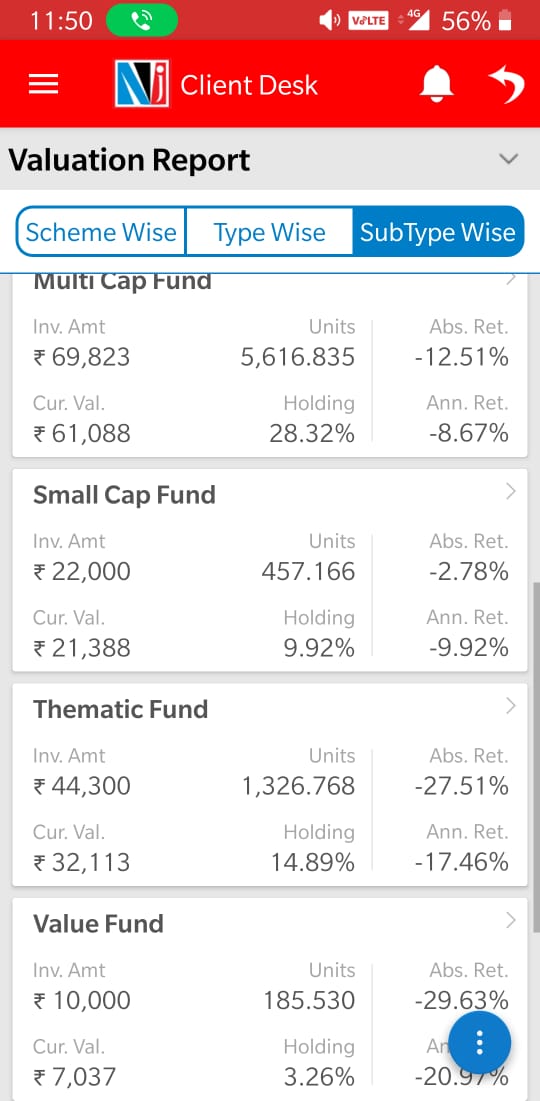 11:50 VoLTE 4G 56%
Nj Client Desk
Valuation Report
Scheme Wise Type Wise SubType Wise
Multi Cap Fund
Inv. Amt Units Abs. Ret.
₹ 69,823 5,616.835 -12.51%
Cur. Val. Holding Ann. Ret.
₹ 61,088 28.32% -8.67%
Small Cap Fund
Inv. Amt Units Abs. Ret.
₹ 22,000 457.166 -2.78%
Cur. Val. Holding Ann. Ret.
₹ 21,388 9.92% -9.92%
Thematic Fund
Inv. Amt Units Abs. Ret.
₹ 44,300 1,326.768 -27.51%
Cur. Val. Holding Ann. Ret.
₹ 32,113 14.89% -17.46%
Value Fund
Inv. Amt Units Abs. Ret.
₹ 10,000 185.530 -29.63%
Cur. Val. Holding
₹ 7,037 3.26% -20.97%